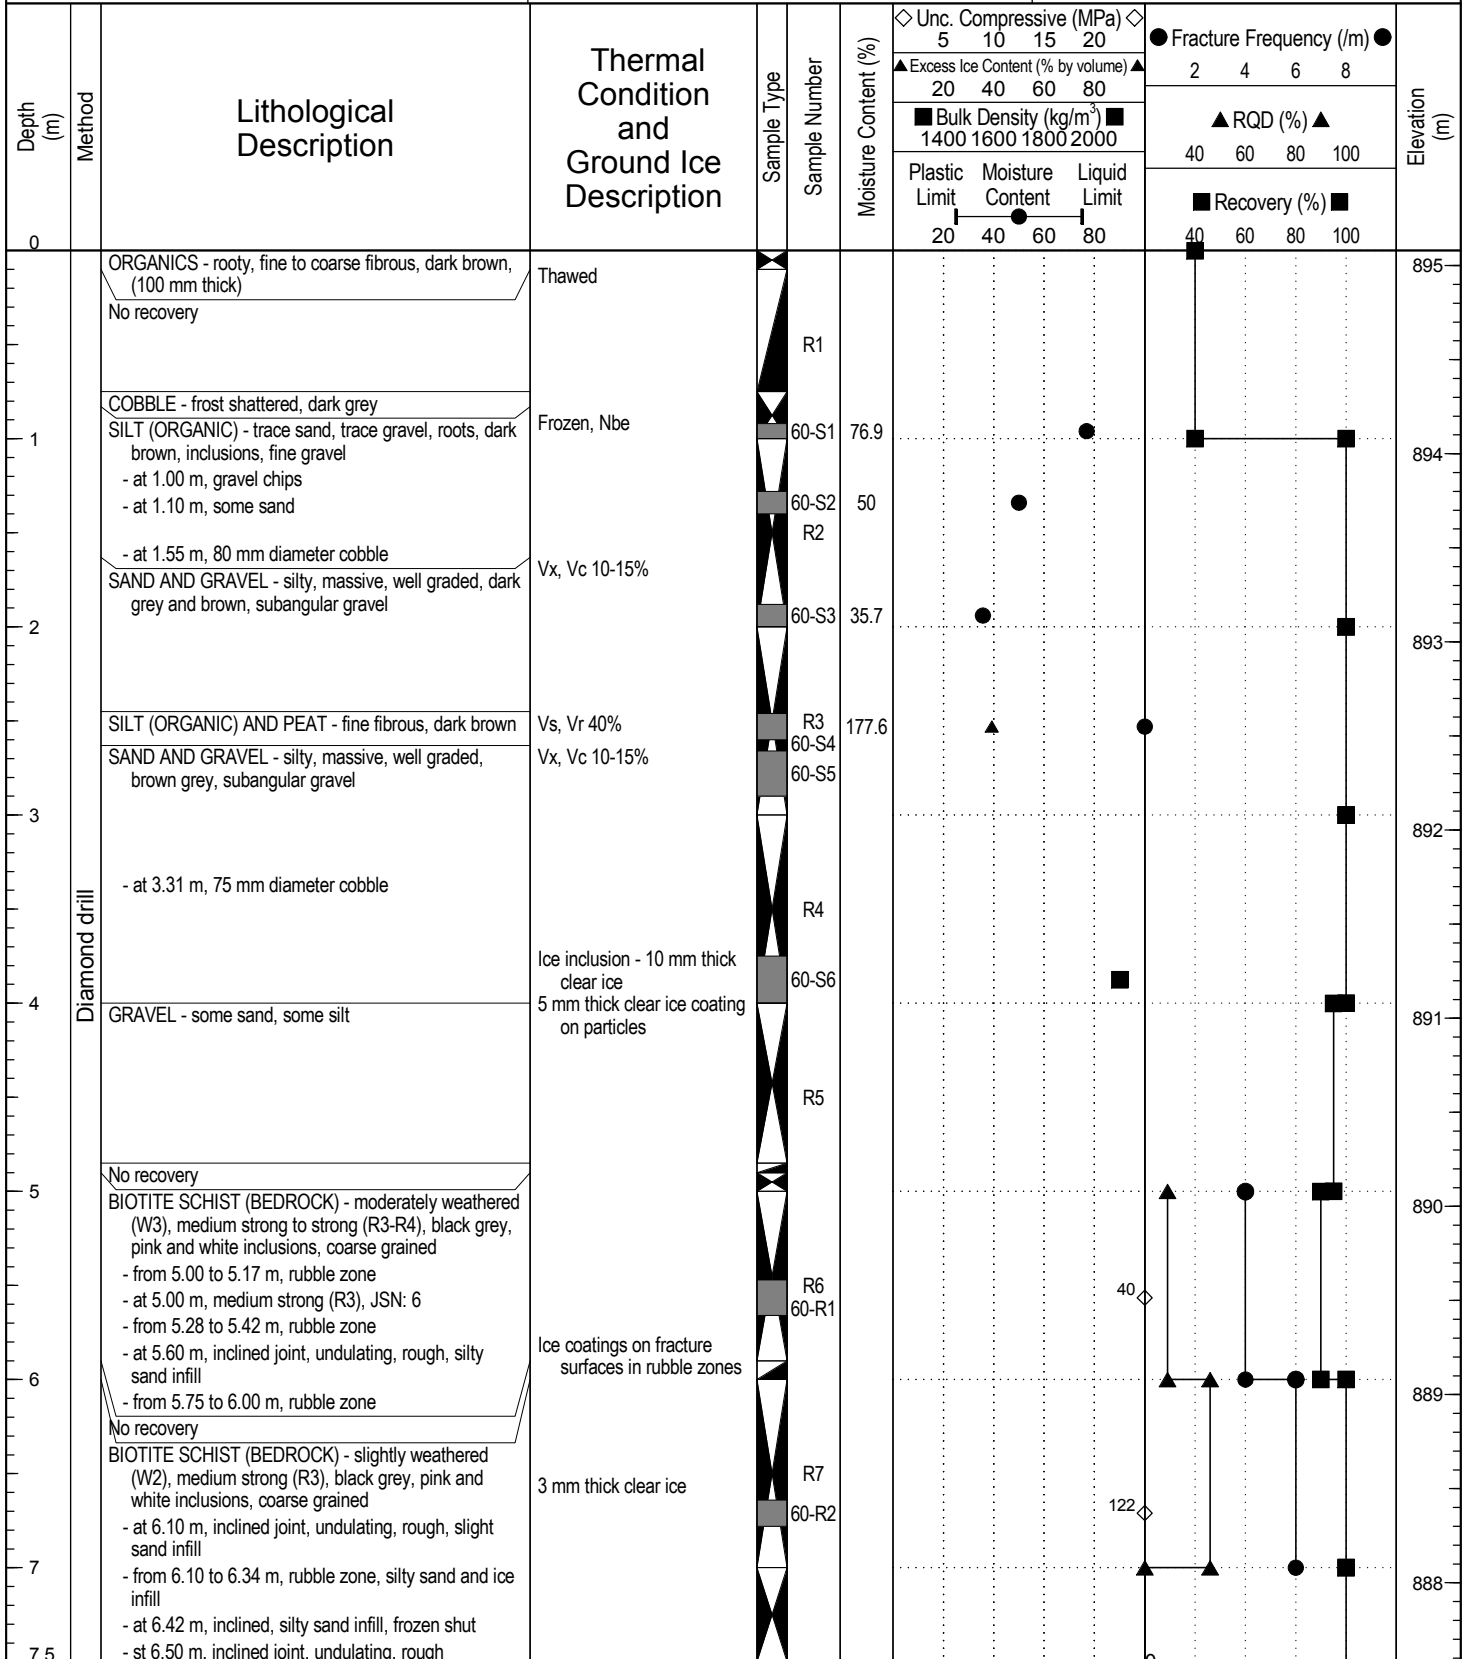 Depth
(m)
Method
Lithological
Description
Thermal
Condition
and
Ground Ice
Description
Sample Type
Sample Number
Moisture Content (%)
◇ Unc. Compressive (MPa) ◇
5 10 15 20
▲ Excess Ice Content (% by volume) ▲
20 40 60 80
■ Bulk Density (kg/m³) ■
1400 1600 1800 2000
Plastic Moisture Liquid
Limit Content Limit
20 40 60 80
● Fracture Frequency (/m) ●
2 4 6 8
▲ RQD (%) ▲
40 60 80 100
■ Recovery (%) ■
40 60 80 100
Elevation
(m)
0
1
2
3
4
5
6
7
7.5
Diamond drill
ORGANICS - rooty, fine to coarse fibrous, dark brown,
(100 mm thick)
No recovery
COBBLE - frost shattered, dark grey
SILT (ORGANIC) - trace sand, trace gravel, roots, dark
brown, inclusions, fine gravel
- at 1.00 m, gravel chips
- at 1.10 m, some sand
- at 1.55 m, 80 mm diameter cobble
SAND AND GRAVEL - silty, massive, well graded, dark
grey and brown, subangular gravel
SILT (ORGANIC) AND PEAT - fine fibrous, dark brown
SAND AND GRAVEL - silty, massive, well graded,
brown grey, subangular gravel
- at 3.31 m, 75 mm diameter cobble
GRAVEL - some sand, some silt
No recovery
BIOTITE SCHIST (BEDROCK) - moderately weathered
(W3), medium strong to strong (R3-R4), black grey,
pink and white inclusions, coarse grained
- from 5.00 to 5.17 m, rubble zone
- at 5.00 m, medium strong (R3), JSN: 6
- from 5.28 to 5.42 m, rubble zone
- at 5.60 m, inclined joint, undulating, rough, silty
sand infill
- from 5.75 to 6.00 m, rubble zone
No recovery
BIOTITE SCHIST (BEDROCK) - slightly weathered
(W2), medium strong (R3), black grey, pink and
white inclusions, coarse grained
- at 6.10 m, inclined joint, undulating, rough, slight
sand infill
- from 6.10 to 6.34 m, rubble zone, silty sand and ice
infill
- at 6.42 m, inclined, silty sand infill, frozen shut
- st 6.50 m, inclined joint, undulating, rough
Thawed
Frozen, Nbe
Vx, Vc 10-15%
Vs, Vr 40%
Vx, Vc 10-15%
Ice inclusion - 10 mm thick
clear ice
5 mm thick clear ice coating
on particles
Ice coatings on fracture
surfaces in rubble zones
3 mm thick clear ice
R1
60-S1 76.9
60-S2 50
R2
60-S3 35.7
R3
60-S4 177.6
60-S5
R4
60-S6
R5
R6
60-R1
R7
60-R2
40
122
895
894
893
892
891
890
889
888